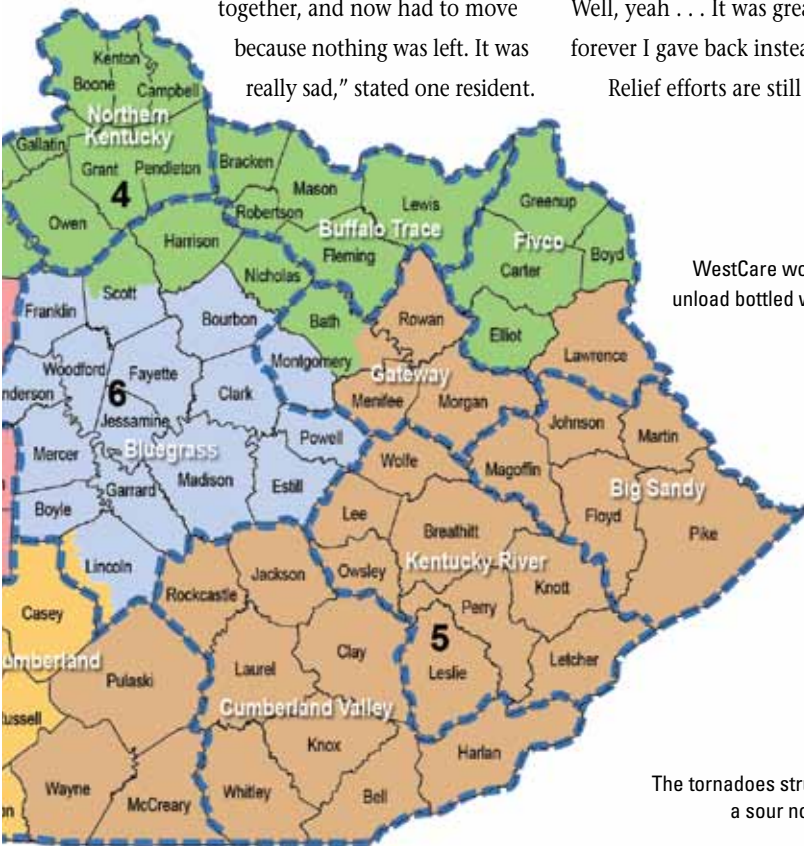 together, and now had to move
because nothing was left. It was
really sad,” stated one resident.
Well, yeah . . . It was grea
forever I gave back instea
Relief efforts are still
Kenton
Boone
Campbell
Northern
Kentucky
Gallatin
Grant
Pendleton
4
Owen
Bracken
Mason
Robertson
Lewis
Buffalo Trace
Fleming
Greenup
Fivco
Boyd
Carter
Elliot
Harrison
Nicholas
Scott
Bath
Rowan
Lawrence
Franklin
Bourbon
Montgomery
Gateway
Menifee
Morgan
Woodford
Fayette
nderson
6
Clark
Jessamine
Bluegrass
Powell
Mercer
Madison
Garrard
Estill
Boyle
Lincoln
Johnson
Martin
Magoffin
Big Sandy
Floyd
Pike
Wolfe
Lee
Breathitt
Kentucky River
Owsley
Knott
Perry
5
Leslie
Letcher
Rockcastle
Jackson
Casey
umberland
Pulaski
Laurel
Clay
Cumberland Valley
ussell
Knox
Harlan
Wayne
McCreary
Whitley
Bell
on
WestCare wo
unload bottled w
The tornadoes stru
a sour no